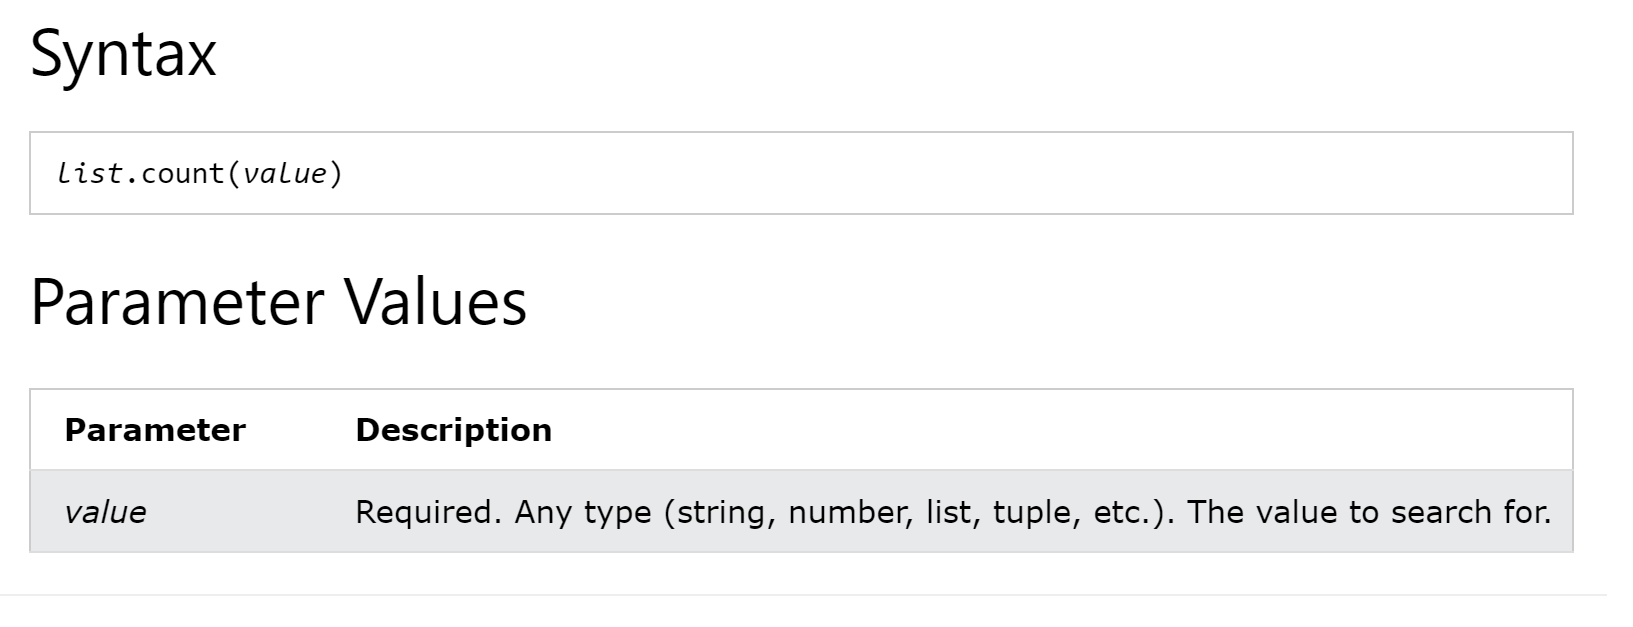 Syntax
list.count(value)
Parameter Values
Parameter Description
value Required. Any type (string, number, list, tuple, etc.). The value to search for.